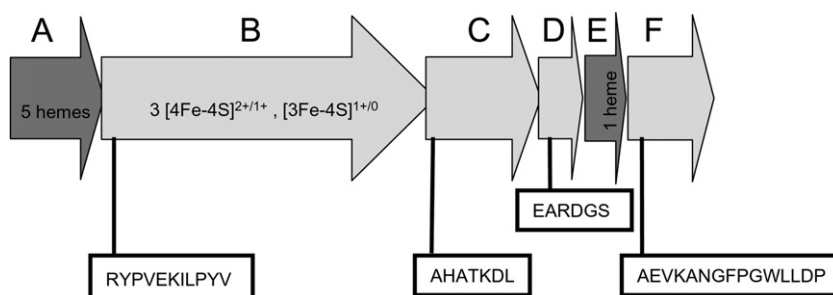 A B C D E F
5 hemes
3 [4Fe-4S]2+/1+ , [3Fe-4S]1+/0
1 heme
EARDGS
RYPVEKILPYV
AHATKDL
AEVKANGFPGWLLDP